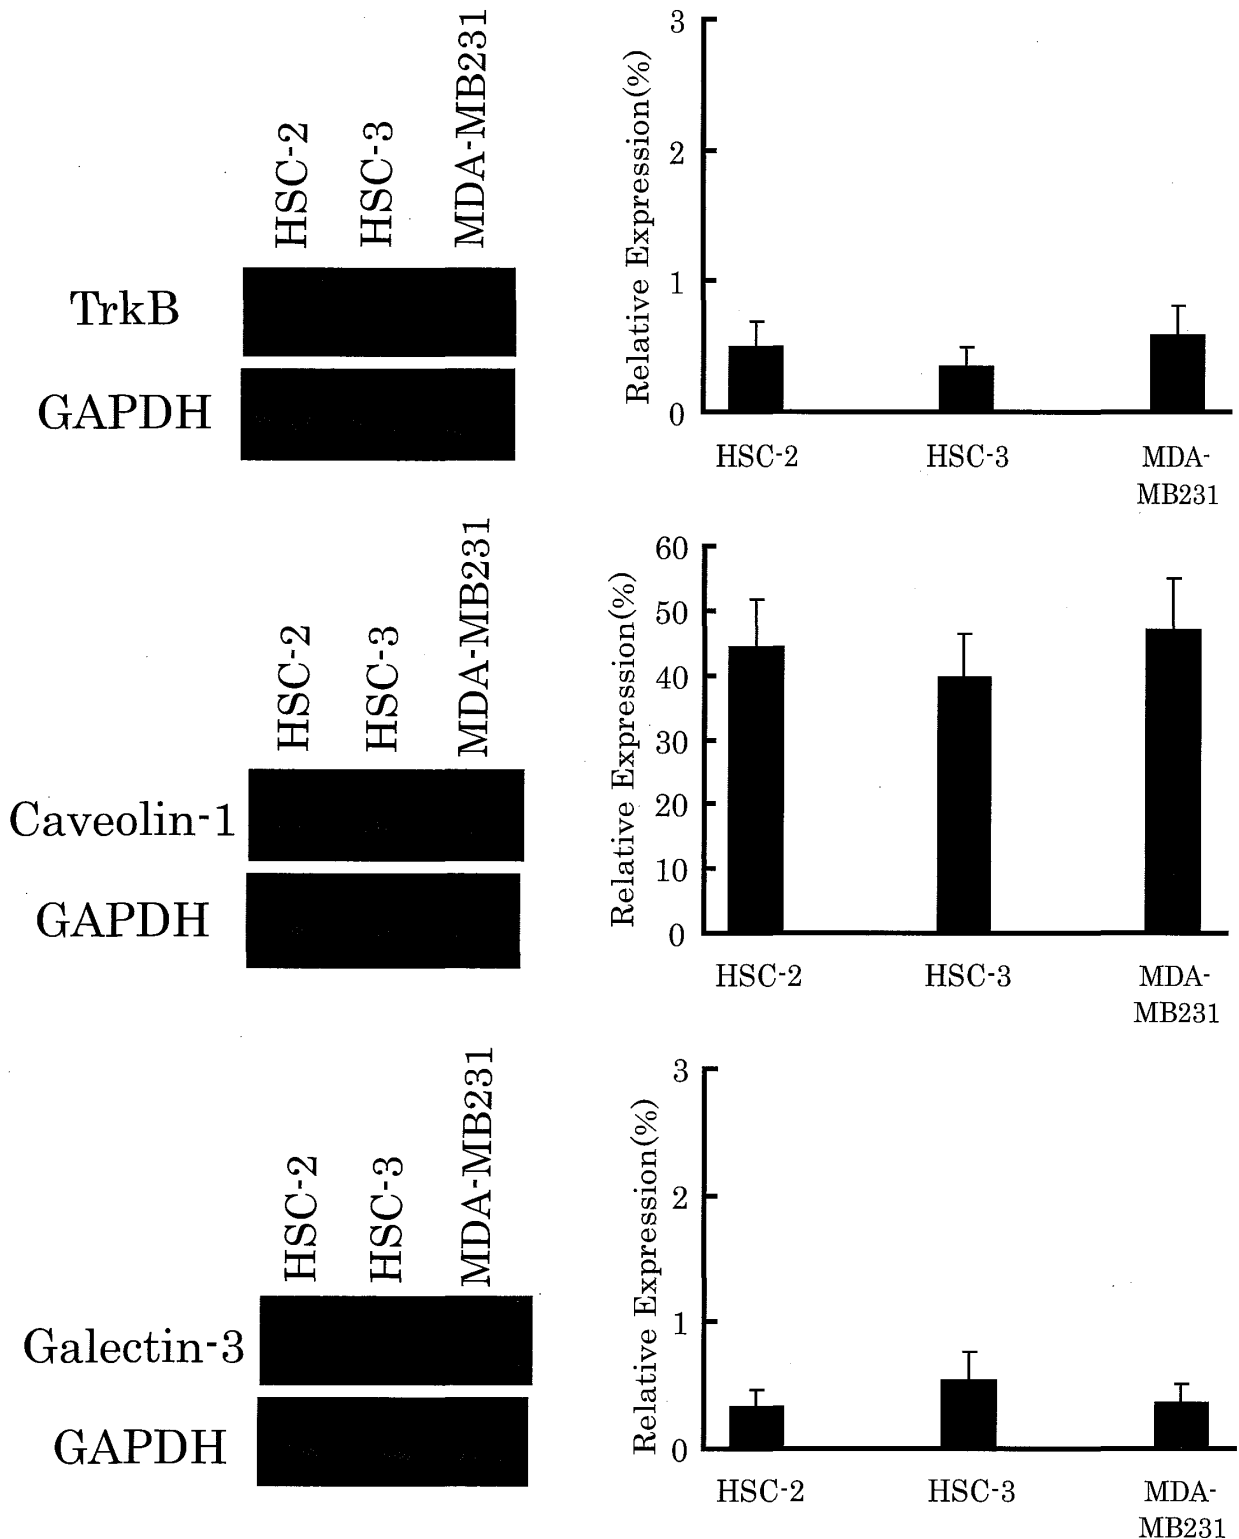 HSC-2
HSC-3
MDA-MB231
TrkB
GAPDH
Relative Expression(%)
3
2
1
0
HSC-2
HSC-3
MDA-
MB231
HSC-2
HSC-3
MDA-MB231
Caveolin-1
GAPDH
Relative Expression(%)
60
50
40
30
20
10
0
HSC-2
HSC-3
MDA-
MB231
HSC-2
HSC-3
MDA-MB231
Galectin-3
GAPDH
Relative Expression(%)
3
2
1
0
HSC-2
HSC-3
MDA-
MB231